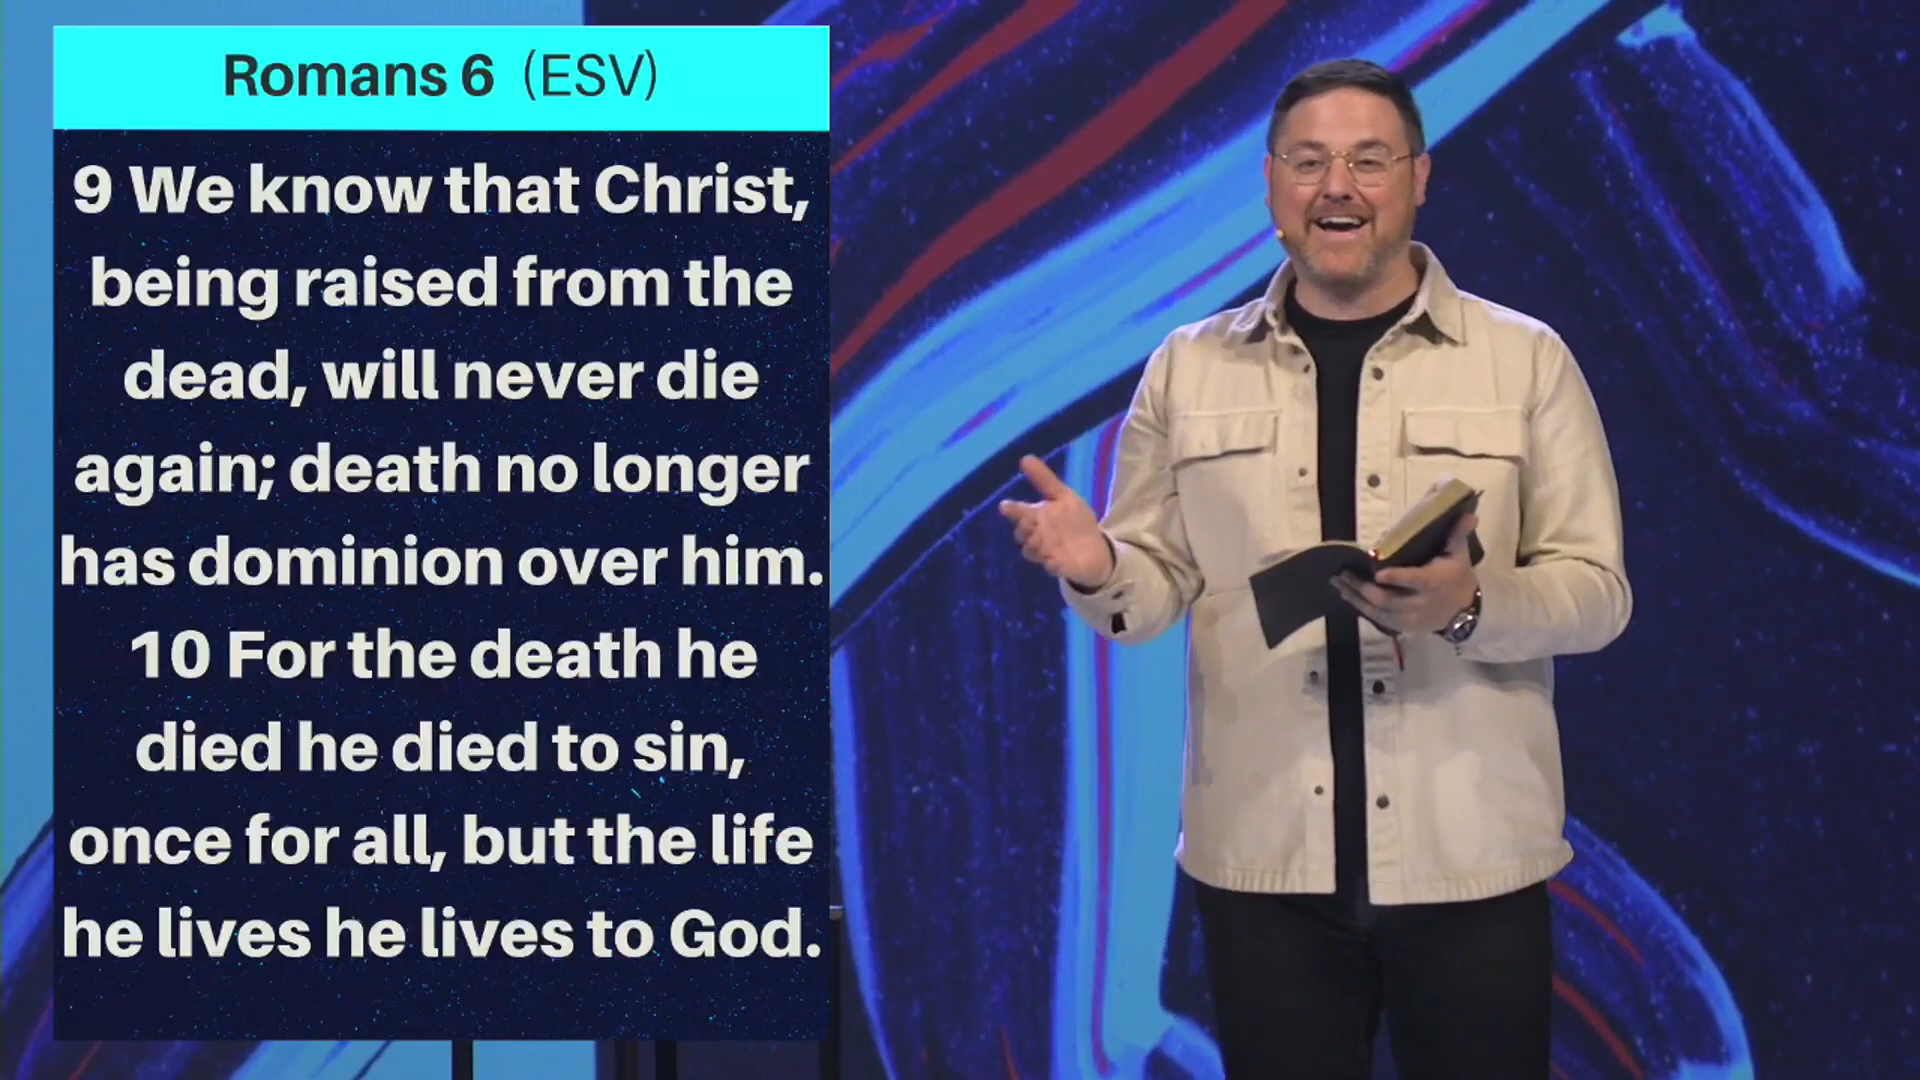 Romans 6 (ESV)
9 We know that Christ,
being raised from the
dead, will never die
again; death no longer
has dominion over him.
10 For the death he
died he died to sin,
once for all, but the life
he lives he lives to God.